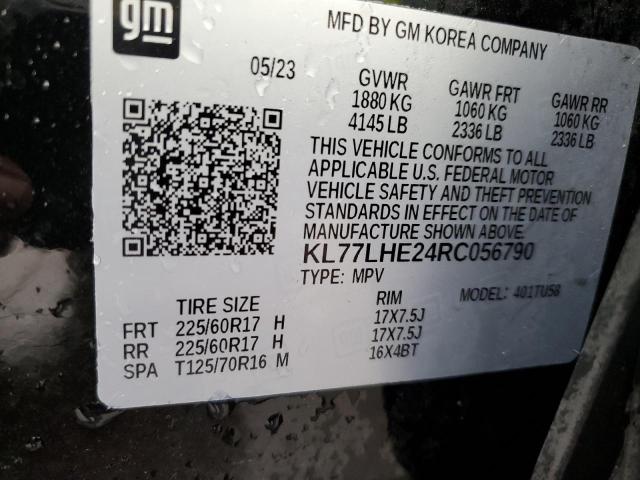 gm
MFD BY GM KOREA COMPANY
05/23
GVWR GAWR FRT GAWR RR
1880 KG 1060 KG 1060 KG
4145 LB 2336 LB 2336 LB
THIS VEHICLE CONFORMS TO ALL
APPLICABLE U.S. FEDERAL MOTOR
VEHICLE SAFETY AND THEFT PREVENTION
STANDARDS IN EFFECT ON THE DATE OF
MANUFACTURE SHOWN ABOVE.
KL77LHE24RC056790
TYPE: MPV MODEL: 401TU58
TIRE SIZE RIM
FRT 225/60R17 H 17X7.5J
RR 225/60R17 H 17X7.5J
SPA T125/70R16 M 16X4BT